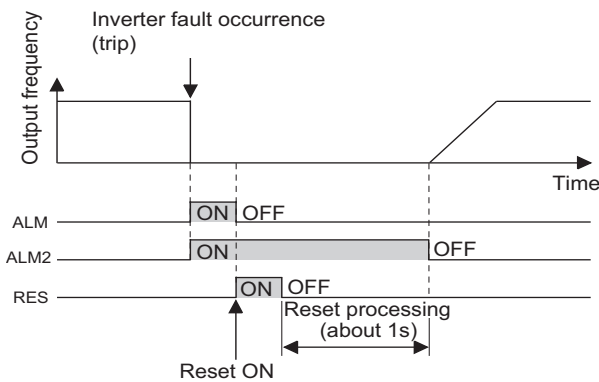 Inverter fault occurrence
(trip)
Output frequency
Time
ALM
ON
OFF
ALM2
ON
OFF
RES
ON
OFF
Reset processing
(about 1s)
Reset ON